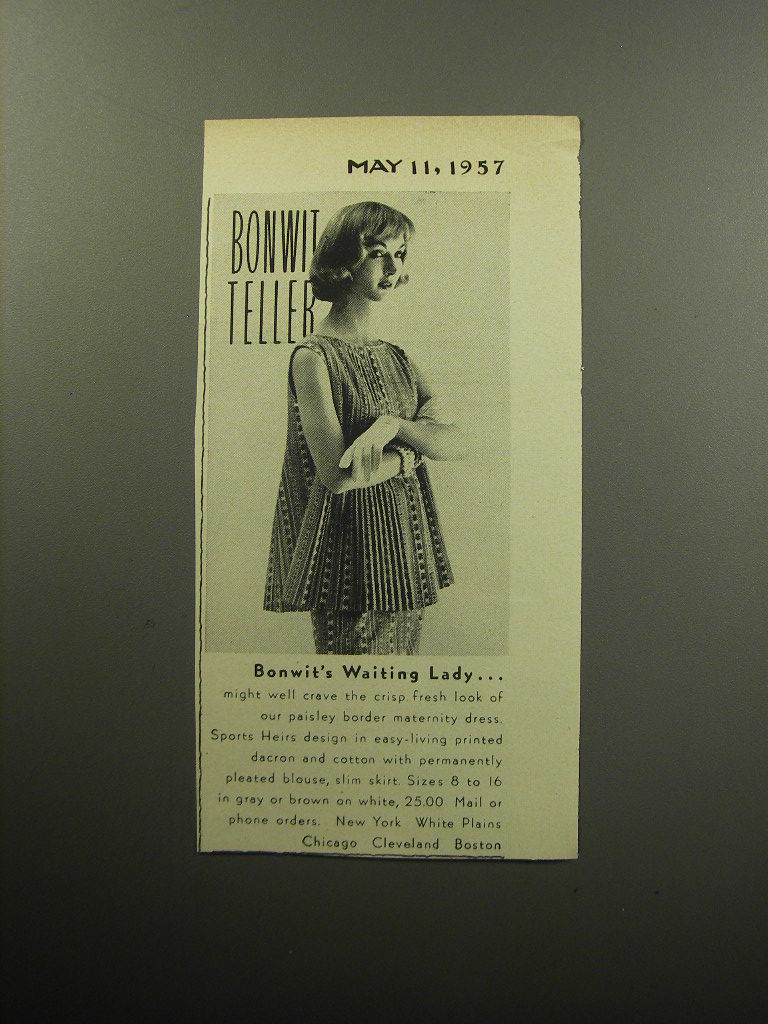 MAY 11, 1957
BONWIT
TELLER
Bonwit's Waiting Lady...
might well crave the crisp fresh look of
our paisley border maternity dress.
Sports Heirs design in easy-living printed
dacron and cotton with permanently
pleated blouse, slim skirt. Sizes 8 to 16
in gray or brown on white, 25.00 Mail or
phone orders. New York White Plains
Chicago Cleveland Boston